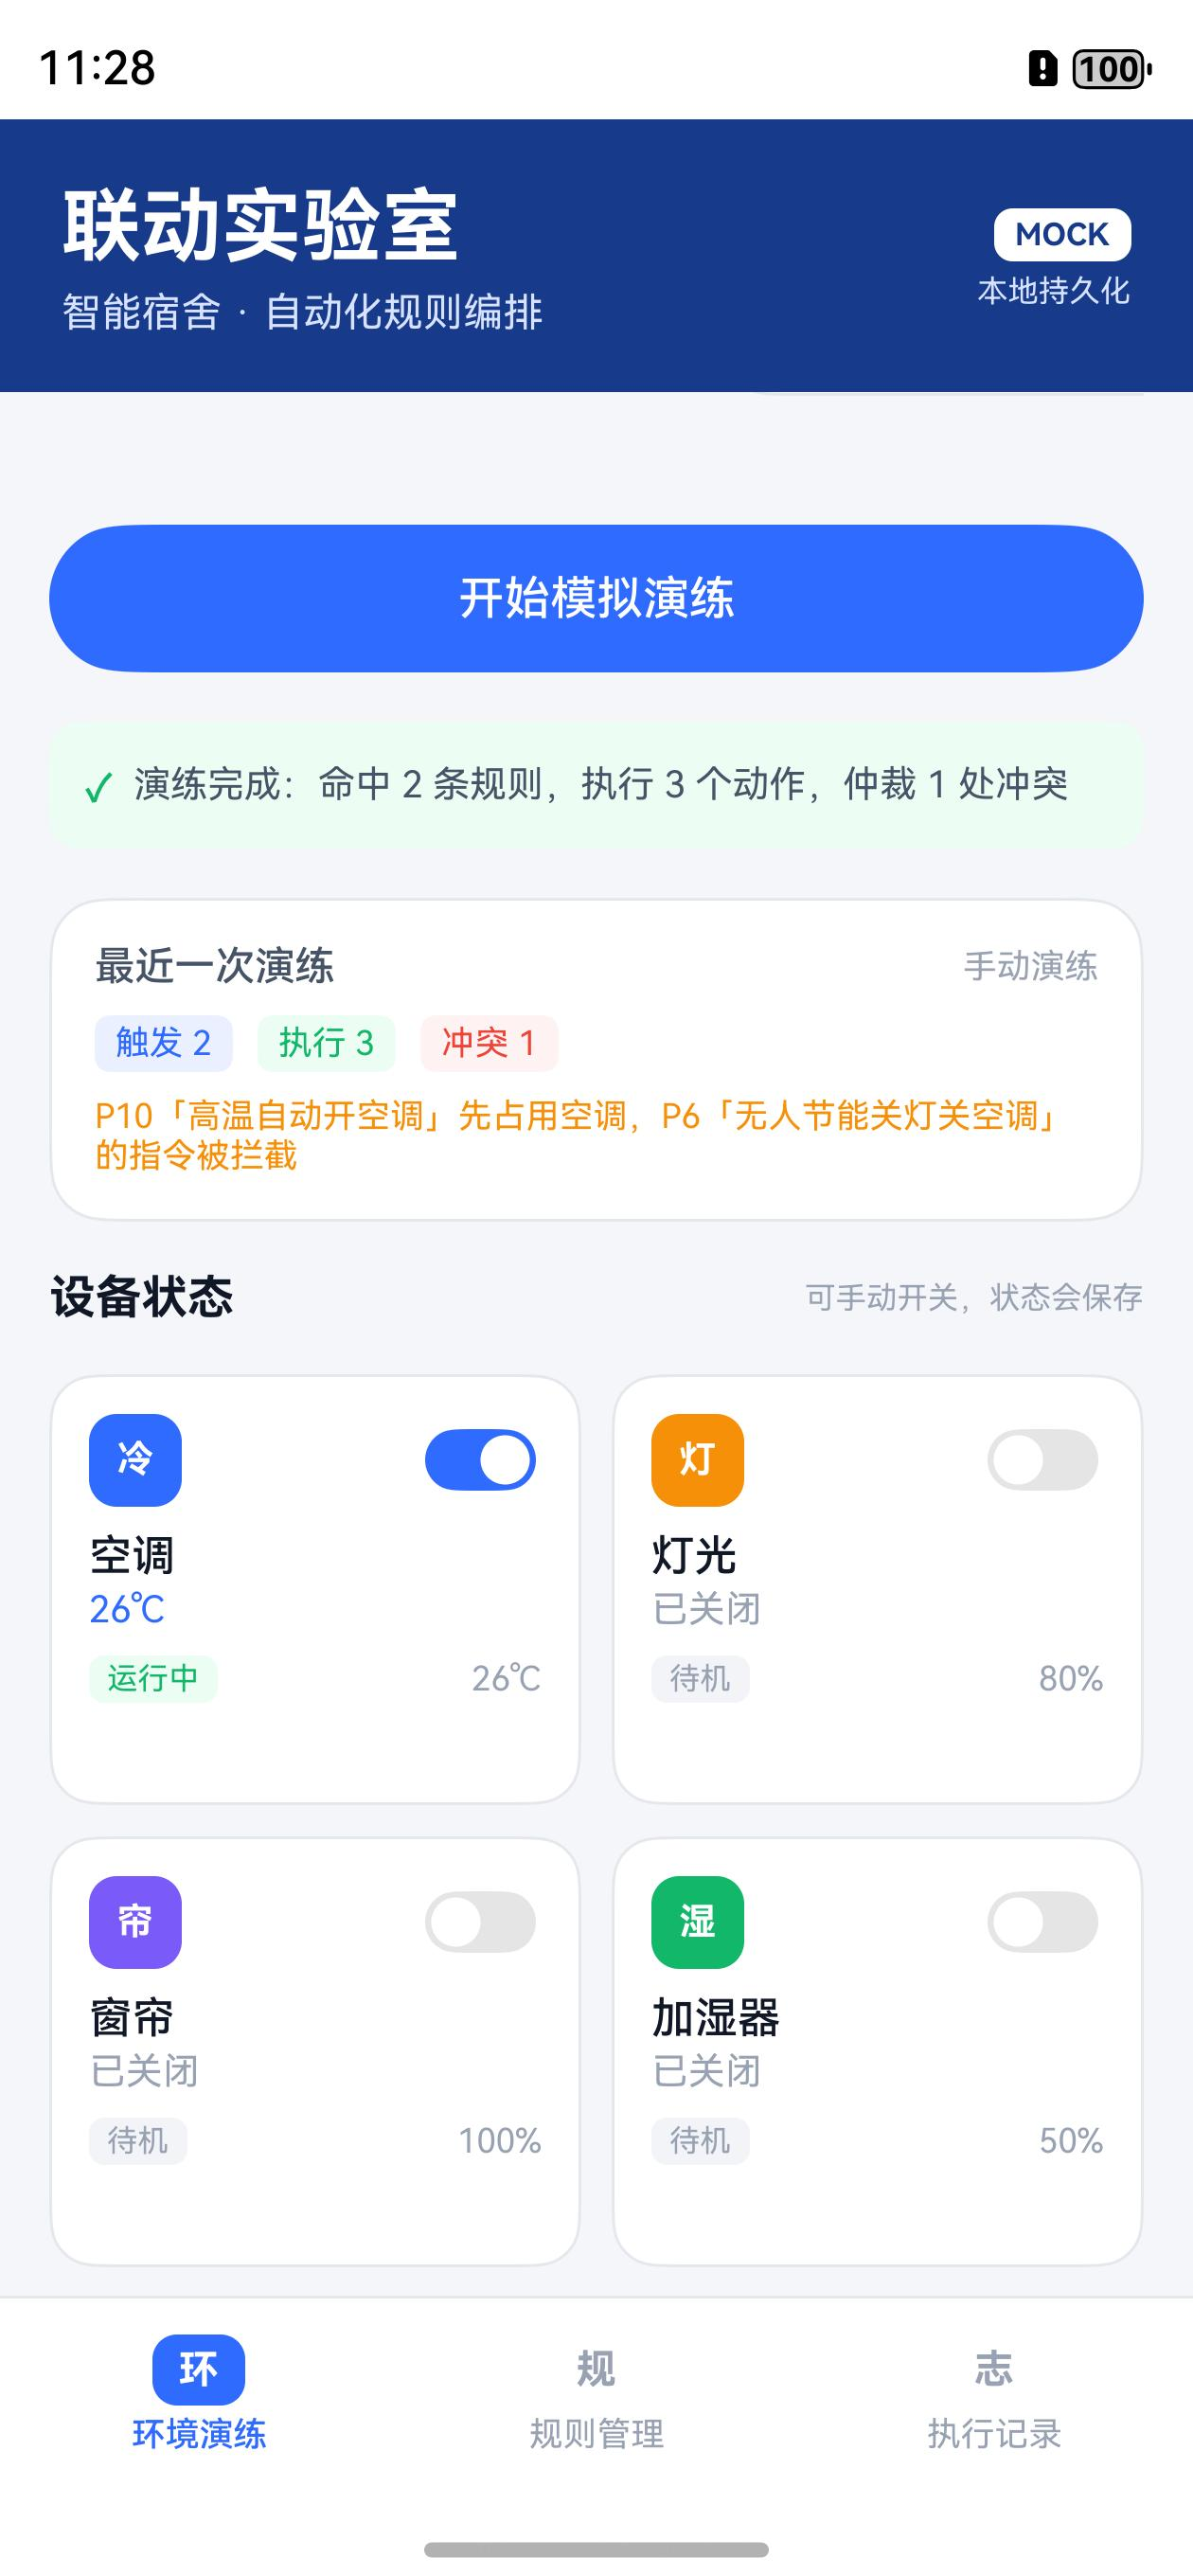 11:28
100
联动实验室
智能宿舍 · 自动化规则编排
MOCK
本地持久化
开始模拟演练
✓ 演练完成：命中 2 条规则，执行 3 个动作，仲裁 1 处冲突
最近一次演练
手动演练
触发 2
执行 3
冲突 1
P10「高温自动开空调」先占用空调，P6「无人节能关灯关空调」
的指令被拦截
设备状态
可手动开关，状态会保存
冷
空调
26℃
运行中
26℃
灯
灯光
已关闭
待机
80%
帘
窗帘
已关闭
待机
100%
湿
加湿器
已关闭
待机
50%
环
环境演练
规
规则管理
志
执行记录